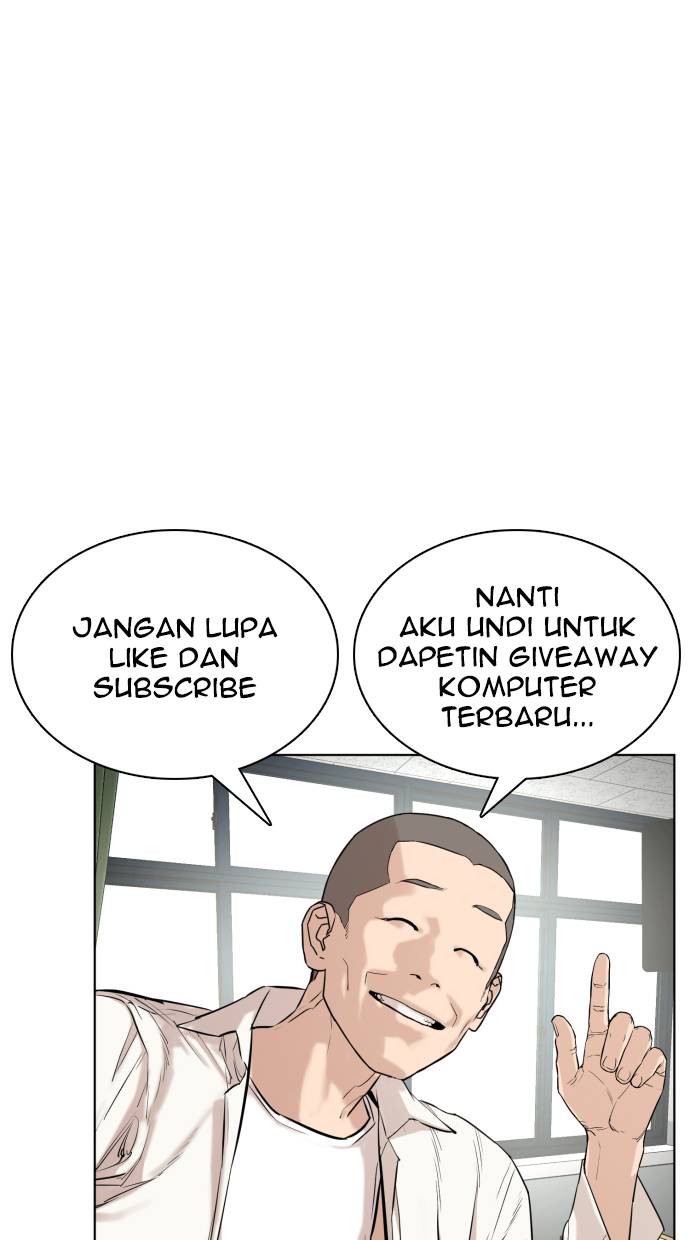 JANGAN LUPA
LIKE DAN
SUBSCRIBE
NANTI
AKU UNDI UNTUK
DAPETIN GIVEAWAY
KOMPUTER
TERBARU...